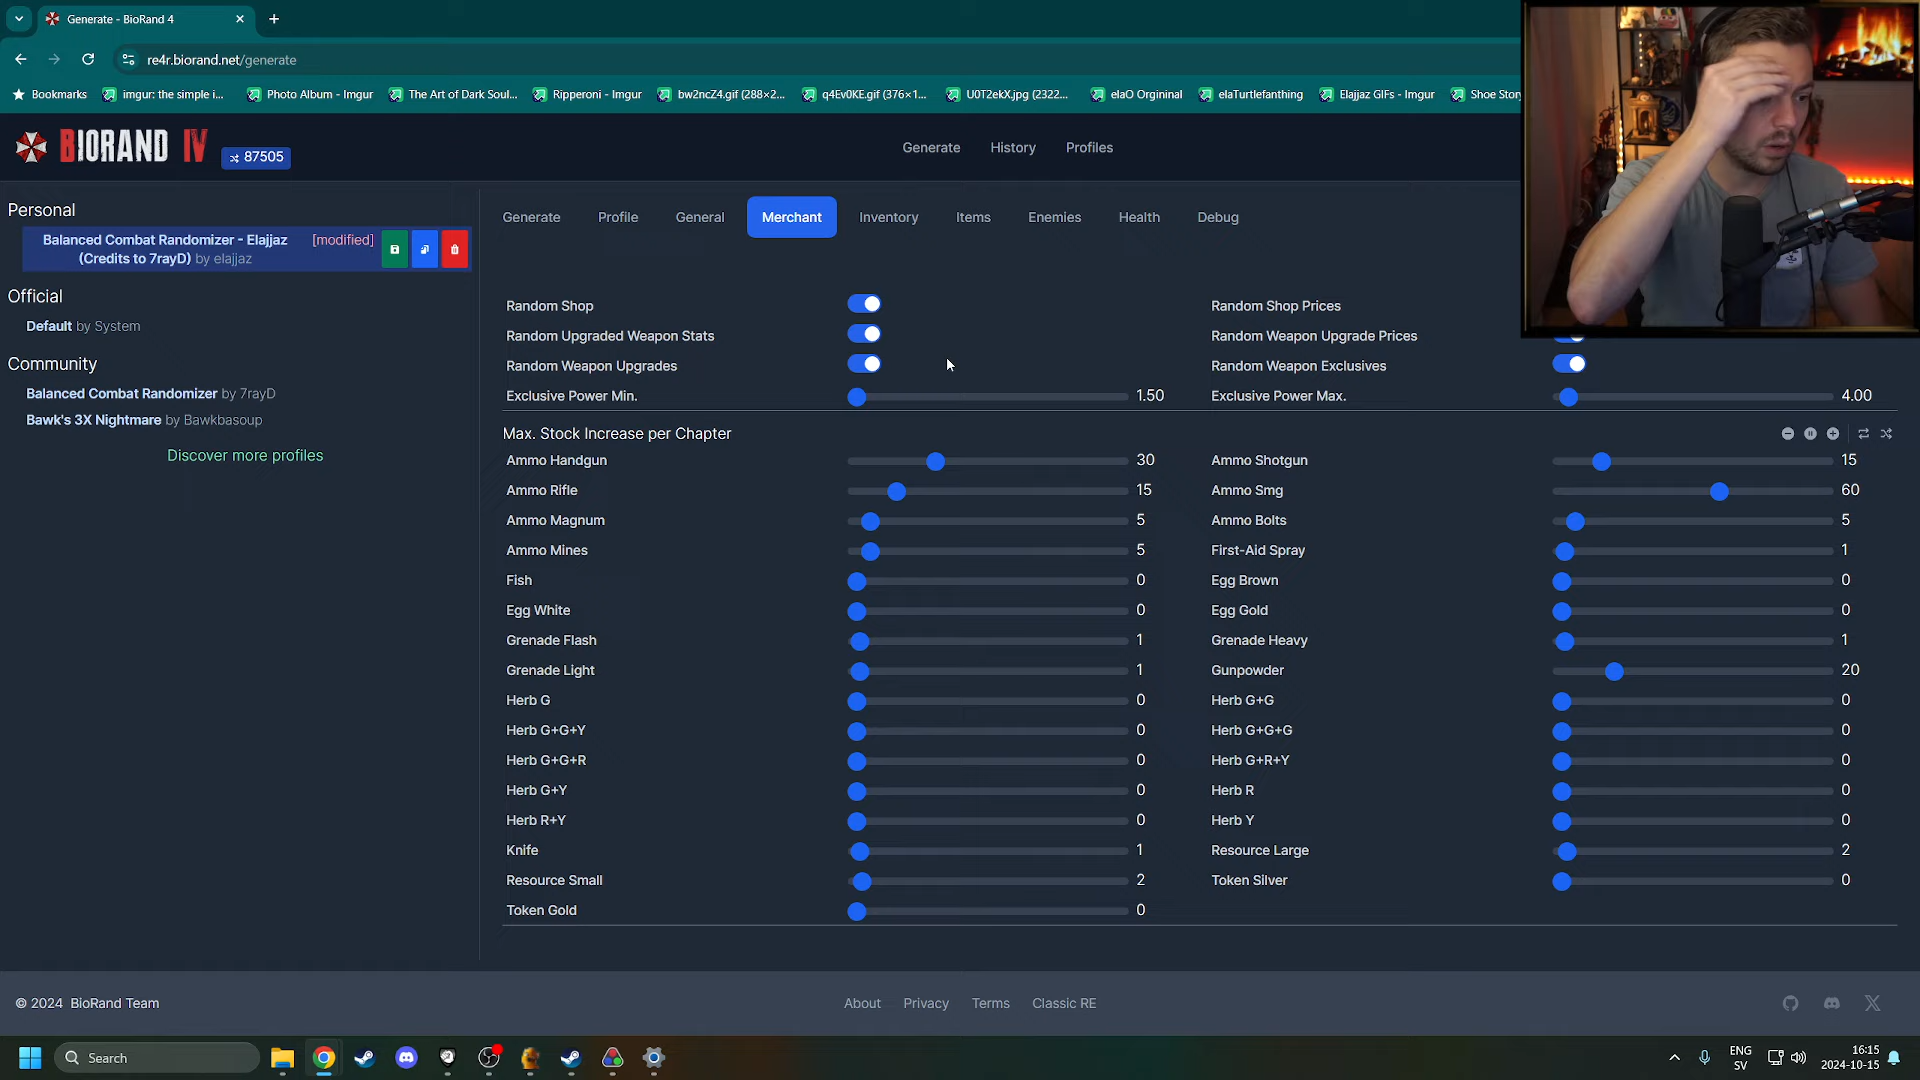 Generate - BioRand 4
re4r.biorand.net/generate
Bookmarks
imgur: the simple i...
Photo Album - Imgur
The Art of Dark Soul...
Ripperoni - Imgur
bw2ncZ4.gif (288×2...
q4Ev0KE.gif (376×1...
U0T2ekX.jpg (2322...
elaO Orgininal
elaTurtlefanthing
Elajjaz GIFs - Imgur
Shoe Story
BIORAND IV
87505
Generate
History
Profiles
Personal
Balanced Combat Randomizer - Elajjaz (Credits to 7rayD) by elajjaz
[modified]
Official
Default by System
Community
Balanced Combat Randomizer by 7rayD
Bawk's 3X Nightmare by Bawkbasoup
Discover more profiles
Generate
Profile
General
Merchant
Inventory
Items
Enemies
Health
Debug
Random Shop
Random Shop Prices
Random Upgraded Weapon Stats
Random Weapon Upgrade Prices
Random Weapon Upgrades
Random Weapon Exclusives
Exclusive Power Min. 1.50
Exclusive Power Max. 4.00
Max. Stock Increase per Chapter
Ammo Handgun 30
Ammo Shotgun 15
Ammo Rifle 15
Ammo Smg 60
Ammo Magnum 5
Ammo Bolts 5
Ammo Mines 5
First-Aid Spray 1
Fish 0
Egg Brown 0
Egg White 0
Egg Gold 0
Grenade Flash 1
Grenade Heavy 1
Grenade Light 1
Gunpowder 20
Herb G 0
Herb G+G 0
Herb G+G+Y 0
Herb G+G+G 0
Herb G+G+R 0
Herb G+R+Y 0
Herb G+Y 0
Herb R 0
Herb R+Y 0
Herb Y 0
Knife 1
Resource Large 2
Resource Small 2
Token Silver 0
Token Gold 0
© 2024 BioRand Team
About
Privacy
Terms
Classic RE
Search
ENG
SV
16:15
2024-10-15